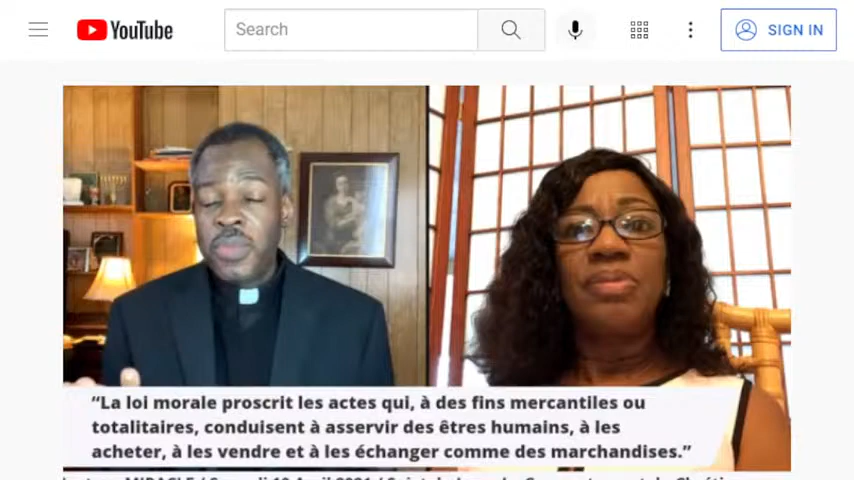 YouTube
Search
SIGN IN
“La loi morale proscrit les actes qui, à des fins mercantiles ou
totalitaires, conduisent à asservir des êtres humains, à les
acheter, à les vendre et à les échanger comme des marchandises.”